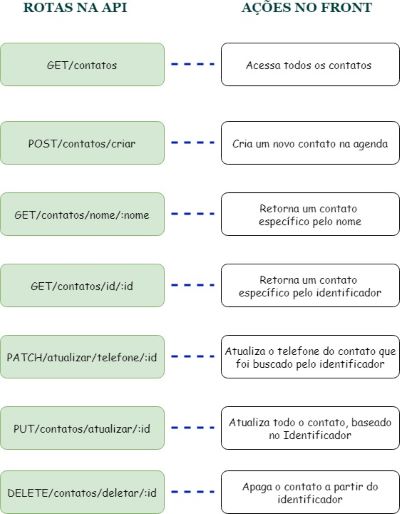 ROTAS NA API
AÇÕES NO FRONT
GET/contatos
Acessa todos os contatos
POST/contatos/criar
Cria um novo contato na agenda
GET/contatos/nome/:nome
Retorna um contato
específico pelo nome
GET/contatos/id/:id
Retorna um contato
específico pelo identificador
PATCH/atualizar/telefone/:id
Atualiza o telefone do contato que
foi buscado pelo identificador
PUT/contatos/atualizar/:id
Atualiza todo o contato, baseado
no Identificador
DELETE/contatos/deletar/:id
Apaga o contato a partir do
identificador